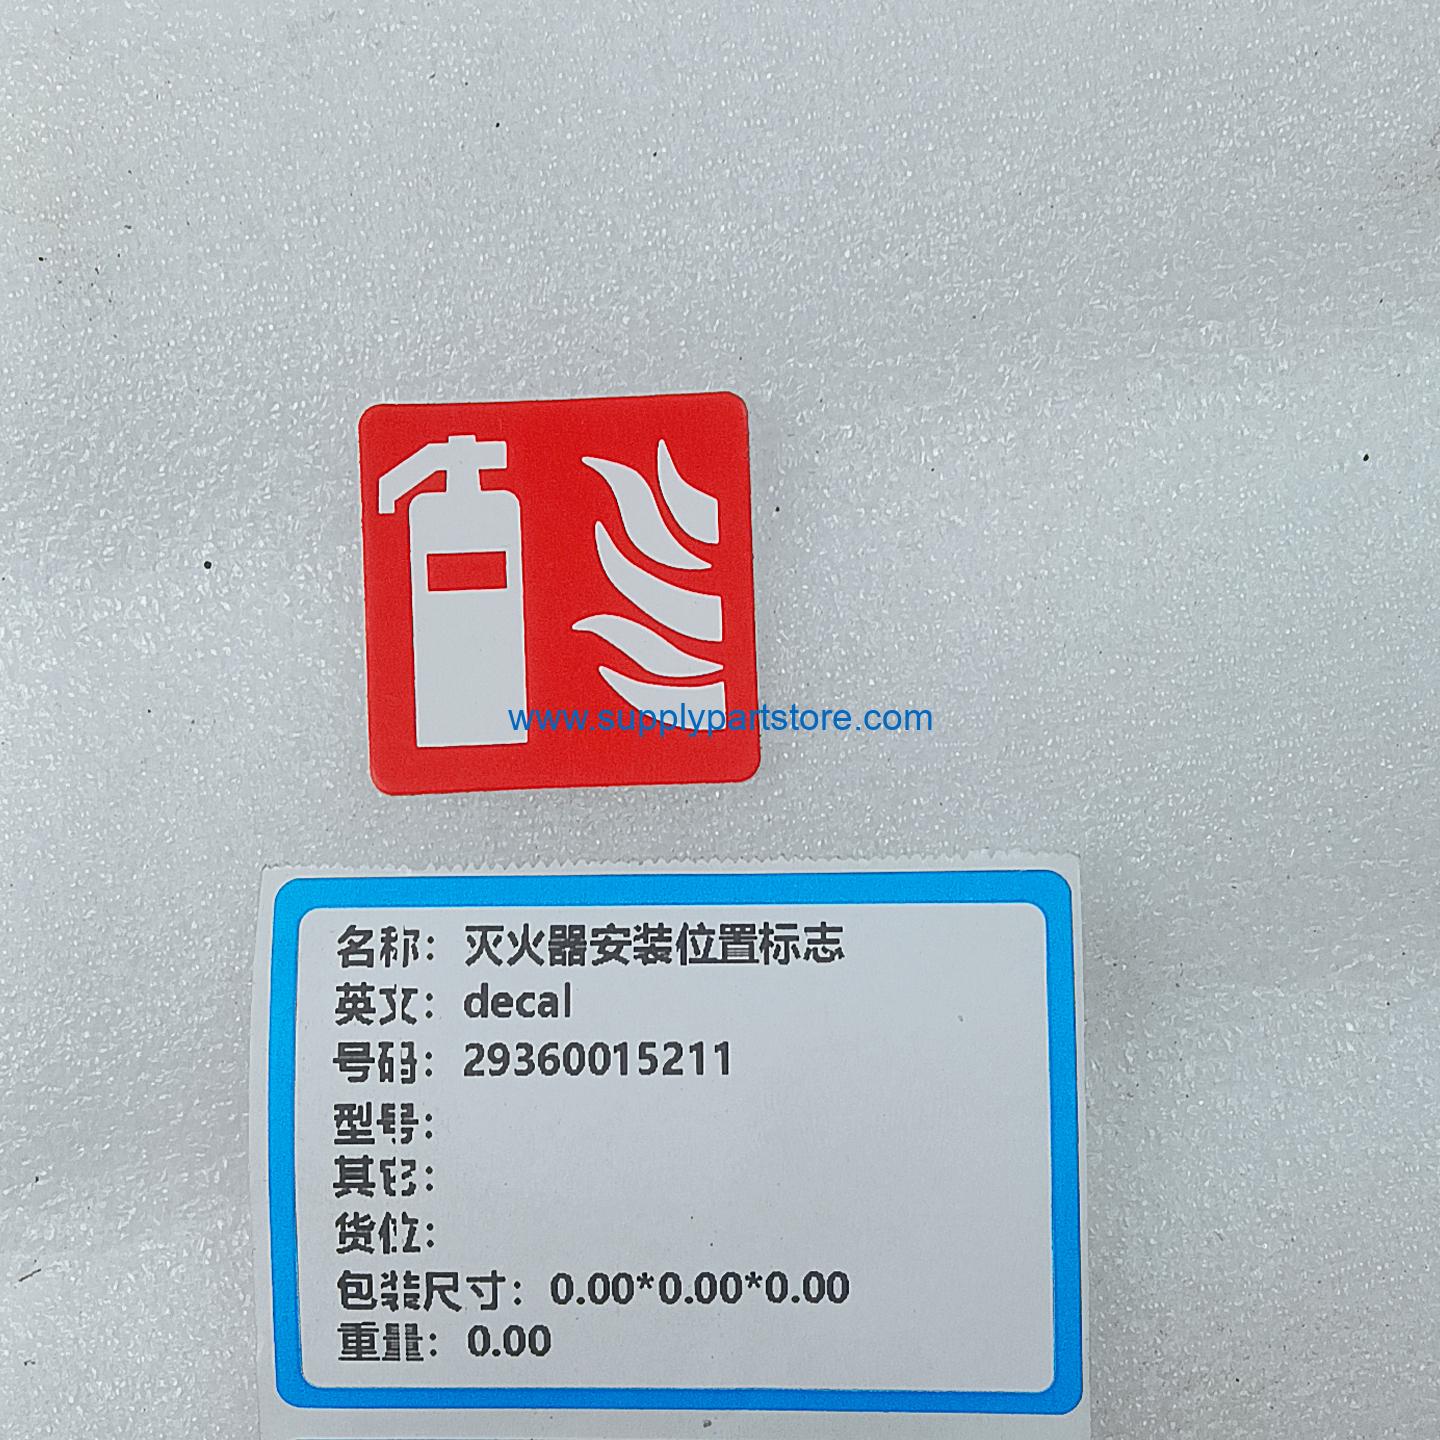 www.supplypartstore.com
名称：灭火器安装位置标志
英文：decal
号码：29360015211
型号：
其它：
货位：
包装尺寸：0.00*0.00*0.00
重量：0.00